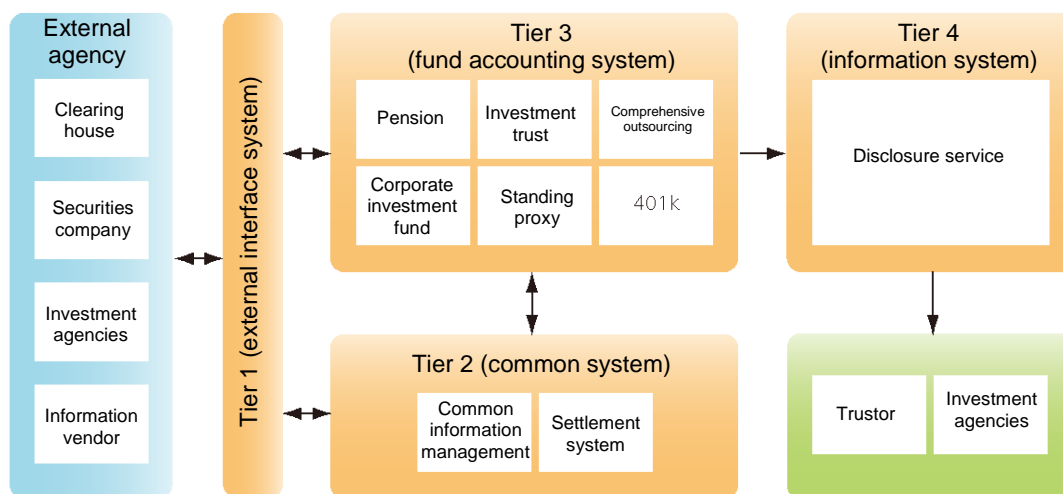 External
agency
Clearing
house
Securities
company
Investment
agencies
Information
vendor
Tier 1 (external interface system)
Tier 3
(fund accounting system)
Pension
Investment
trust
Comprehensive
outsourcing
Corporate
investment
fund
Standing
proxy
401k
Tier 2 (common system)
Common
information
management
Settlement
system
Tier 4
(information system)
Disclosure service
Trustor
Investment
agencies